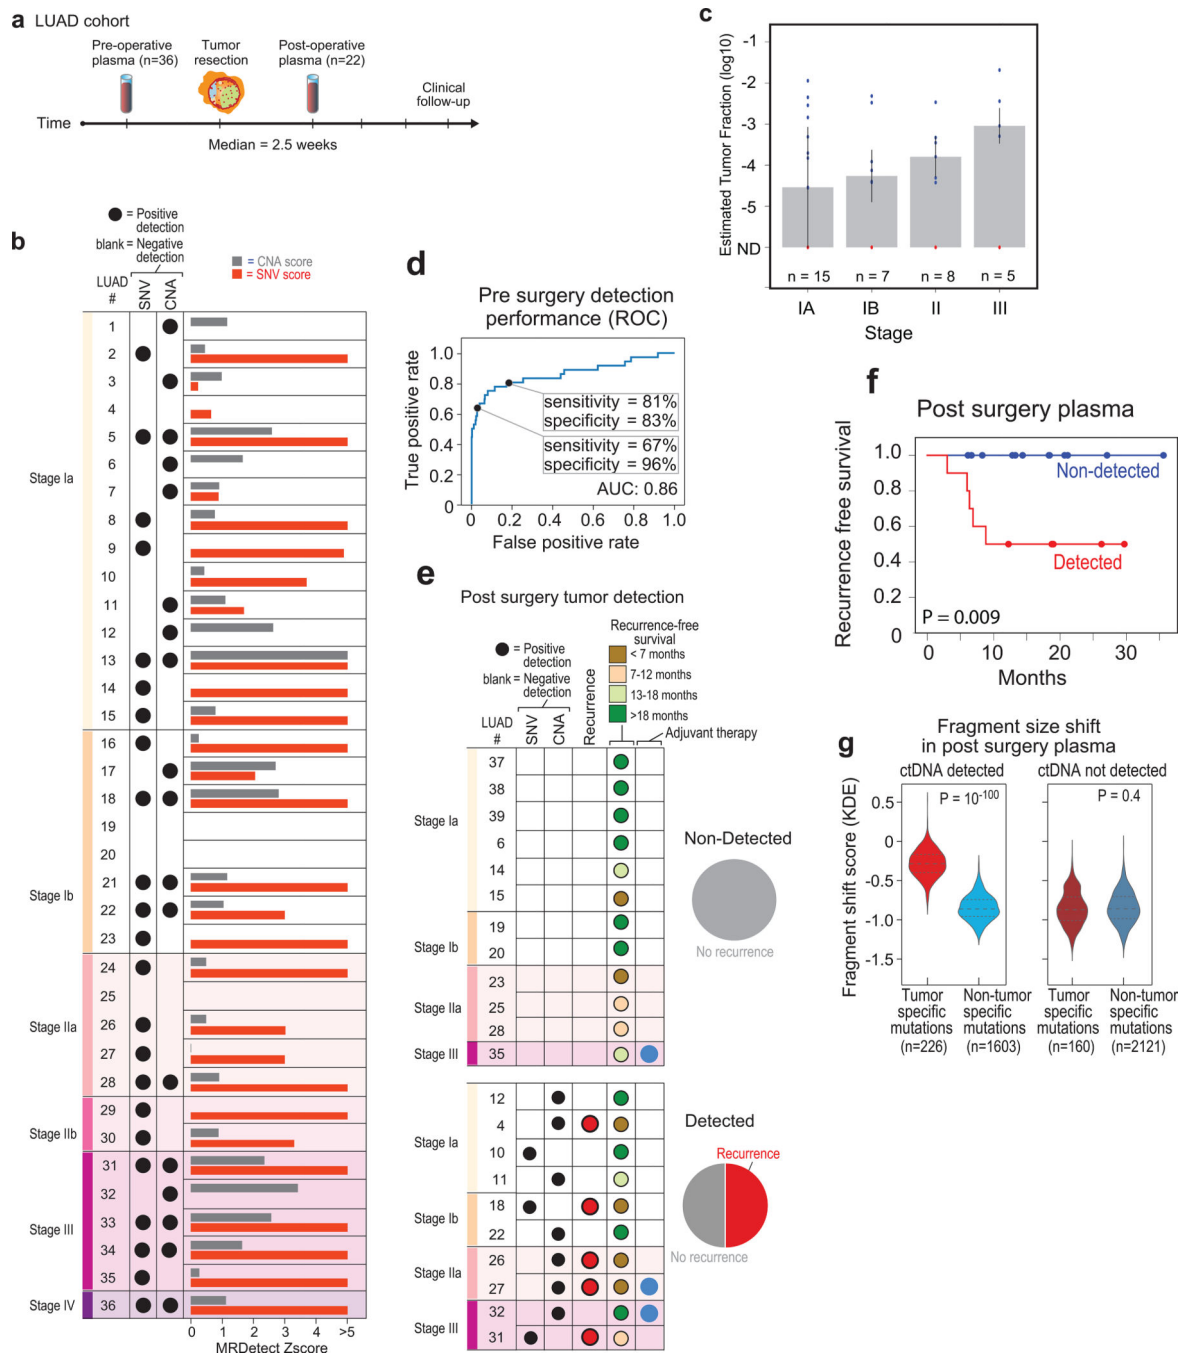 a LUAD cohort
Pre-operative
plasma (n=36)
Tumor
resection
Post-operative
plasma (n=22)
Clinical
follow-up
Time
Median = 2.5 weeks
b
= Positive
detection
blank = Negative
detection
= CNA score
= SNV score
LUAD
#
SNV
CNA
Stage Ia
1
2
3
4
5
6
7
8
9
10
11
12
13
14
15
Stage Ib
16
17
18
19
20
21
22
23
Stage IIa
24
25
26
27
28
Stage IIb
29
30
Stage III
31
32
33
34
35
Stage IV
36
0 1 2 3 4 >5
MRDetect Zscore
c
Estimated Tumor Fraction (log10)
-1
-2
-3
-4
-5
ND
n = 15 n = 7 n = 8 n = 5
IA IB II III
Stage
d
Pre surgery detection
performance (ROC)
True positive rate
1.0
0.8
0.6
0.4
0.2
0
sensitivity = 81%
specificity = 83%
sensitivity = 67%
specificity = 96%
AUC: 0.86
0 0.2 0.4 0.6 0.8 1.0
False positive rate
e
Post surgery tumor detection
= Positive
detection
blank = Negative
detection
Recurrence-free
survival
< 7 months
7-12 months
13-18 months
>18 months
Adjuvant therapy
LUAD
#
SNV
CNA
Recurrence
Stage Ia
37
38
39
6
14
15
Stage Ib
19
20
Stage IIa
23
25
28
Stage III
35
Non-Detected
No recurrence
Stage Ia
12
4
10
11
Stage Ib
18
22
Stage IIa
26
27
Stage III
32
31
Detected
Recurrence
No recurrence
f
Post surgery plasma
Recurrence free survival
1.0
0.8
0.6
0.4
0.2
0
Non-detected
Detected
P = 0.009
0 10 20 30
Months
g
Fragment size shift
in post surgery plasma
ctDNA detected
ctDNA not detected
Fragment shift score (KDE)
0.5
0
-0.5
-1.0
-1.5
P = 10-100
P = 0.4
Tumor
specific
mutations
(n=226)
Non-tumor
specific
mutations
(n=1603)
Tumor
specific
mutations
(n=160)
Non-tumor
specific
mutations
(n=2121)